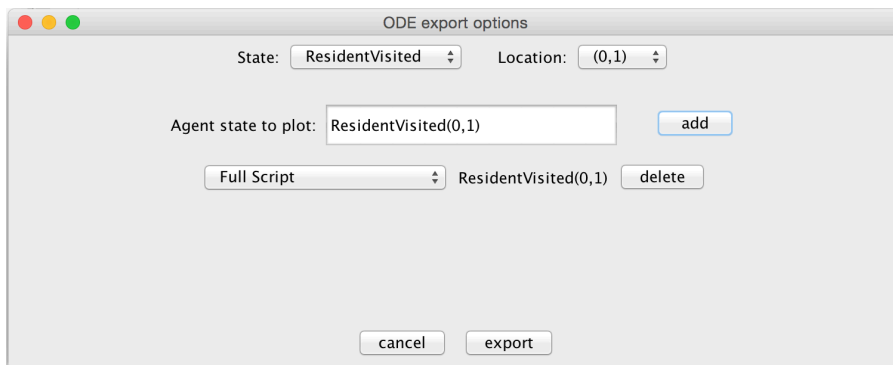 ODE export options
State: ResidentVisited Location: (0,1)
Agent state to plot: ResidentVisited(0,1) add
Full Script ResidentVisited(0,1) delete
cancel export